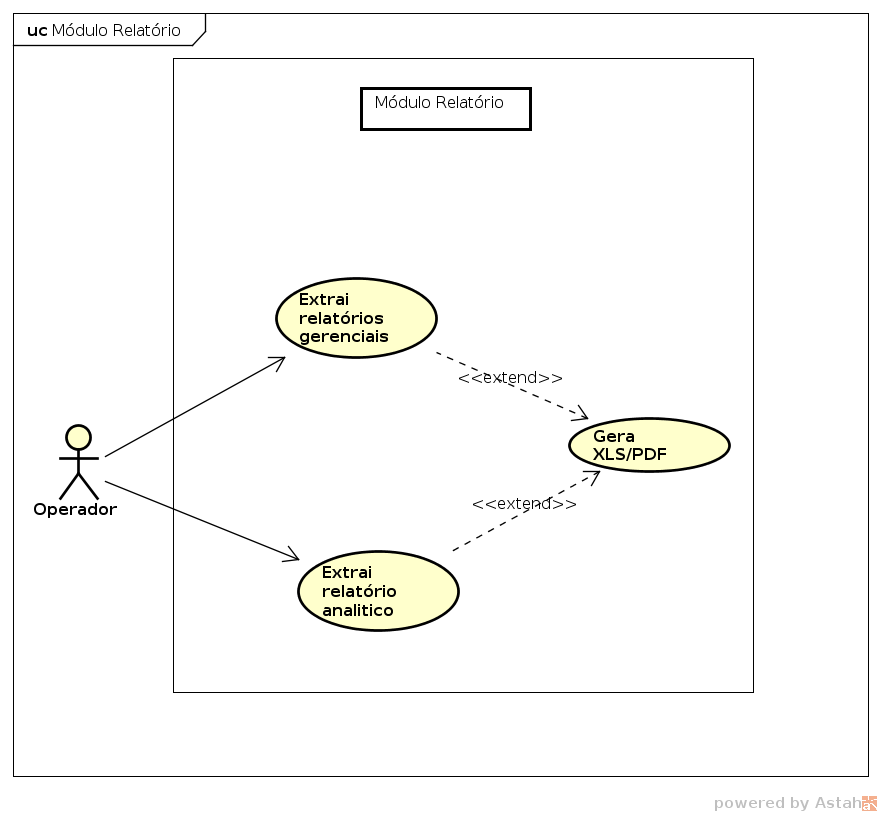 uc Módulo Relatório
Módulo Relatório
Extrai
relatórios
gerenciais
<<extend>>
Gera
XLS/PDF
<<extend>>
Operador
Extrai
relatório
analitico
powered by Astah